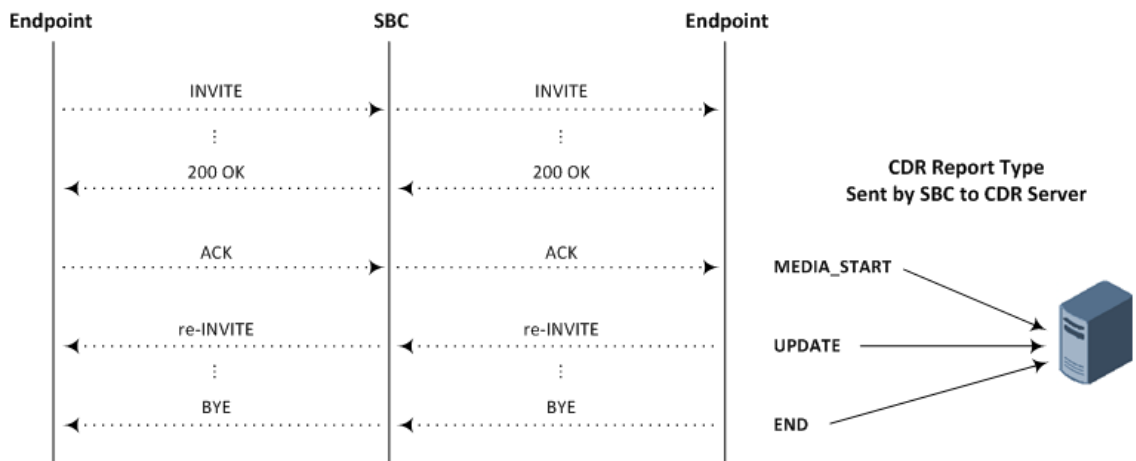 Endpoint SBC Endpoint
INVITE INVITE
200 OK 200 OK
CDR Report Type
Sent by SBC to CDR Server
ACK ACK
MEDIA_START
re-INVITE re-INVITE
UPDATE
BYE BYE
END